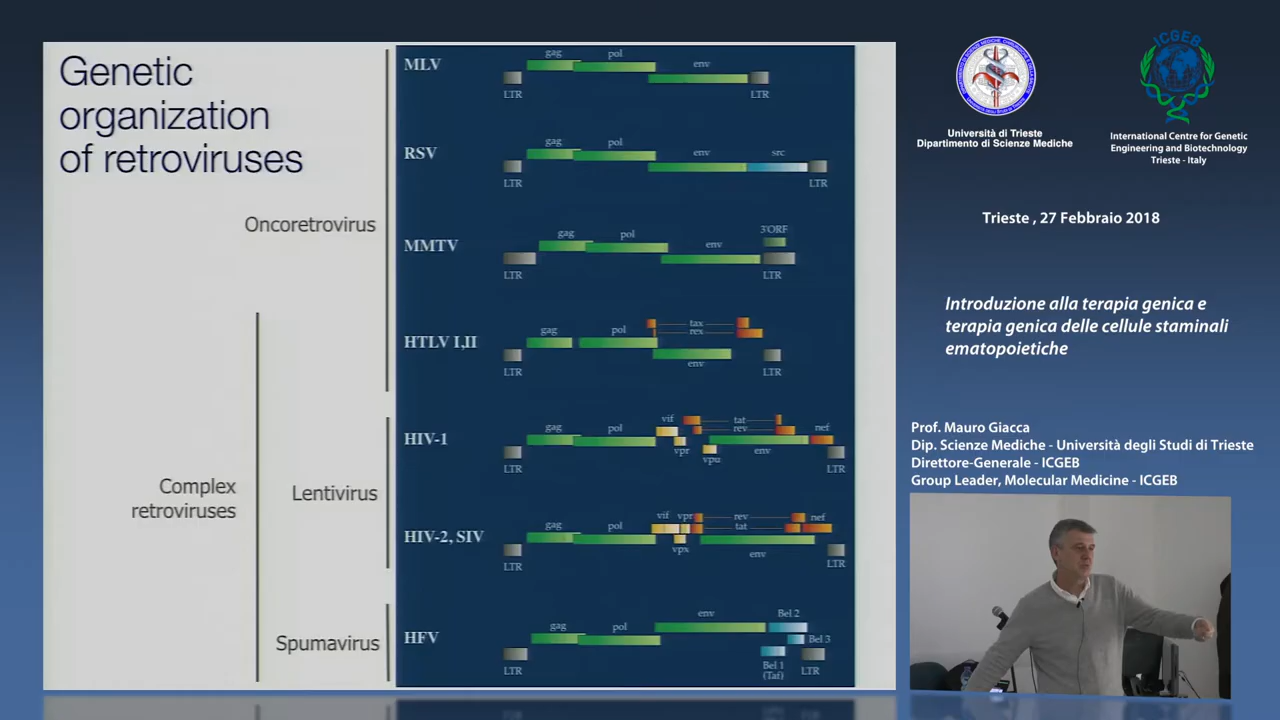 Genetic
organization
of retroviruses
Oncoretrovirus
Complex
retroviruses
Lentivirus
Spumavirus
MLV
gag
pol
env
LTR
LTR
RSV
gag
pol
env
src
LTR
LTR
MMTV
gag
pol
env
3'ORF
LTR
LTR
HTLV I,II
gag
pol
tax
rex
env
LTR
LTR
HIV-1
gag
pol
vif
tat
rev
nef
vpr
vpu
env
LTR
LTR
HIV-2, SIV
gag
pol
vif
vpr
rev
tat
nef
vpx
env
LTR
LTR
HFV
gag
pol
env
Bel 2
Bel 3
Bel 1
(Taf)
LTR
LTR
Università di Trieste
Dipartimento di Scienze Mediche
ICGEB
International Centre for Genetic
Engineering and Biotechnology
Trieste - Italy
Trieste , 27 Febbraio 2018
Introduzione alla terapia genica e
terapia genica delle cellule staminali
ematopoietiche
Prof. Mauro Giacca
Dip. Scienze Mediche - Università degli Studi di Trieste
Direttore-Generale - ICGEB
Group Leader, Molecular Medicine - ICGEB